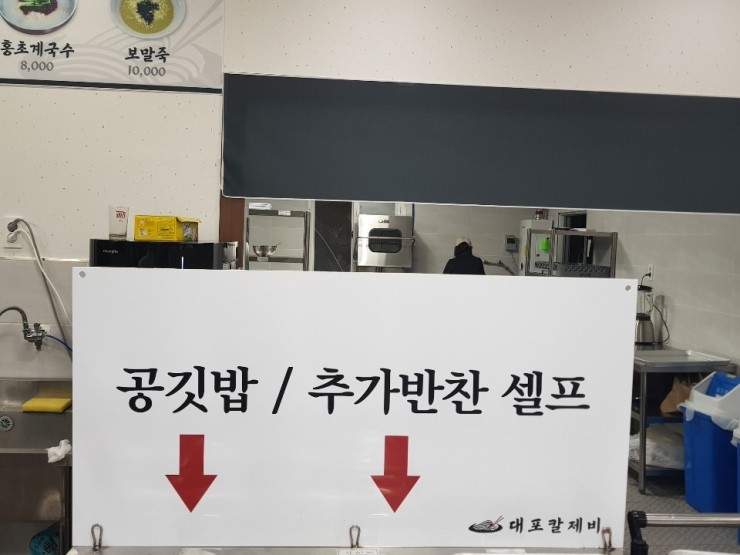 홍초계국수
8,000
보말죽
10,000
공깃밥 / 추가반찬 셀프
대포칼제비